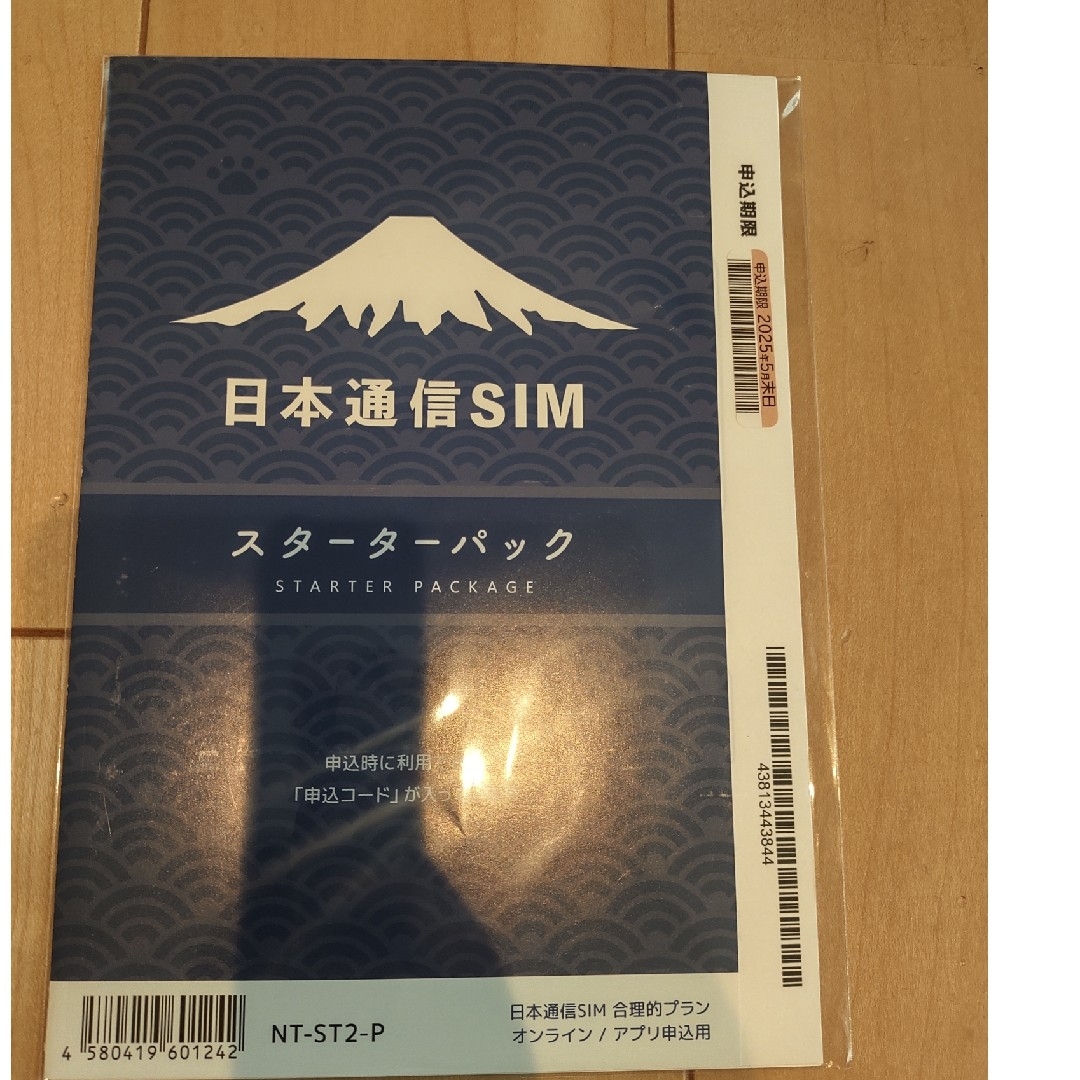 日本通信SIM
スターターパック
STARTER PACKAGE
申込時に利用
「申込コード」が入っ
4 580419 601242
NT-ST2-P
日本通信SIM 合理的プラン
オンライン / アプリ申込用
申込期限
申込期限 2025年5月末日
43813443844